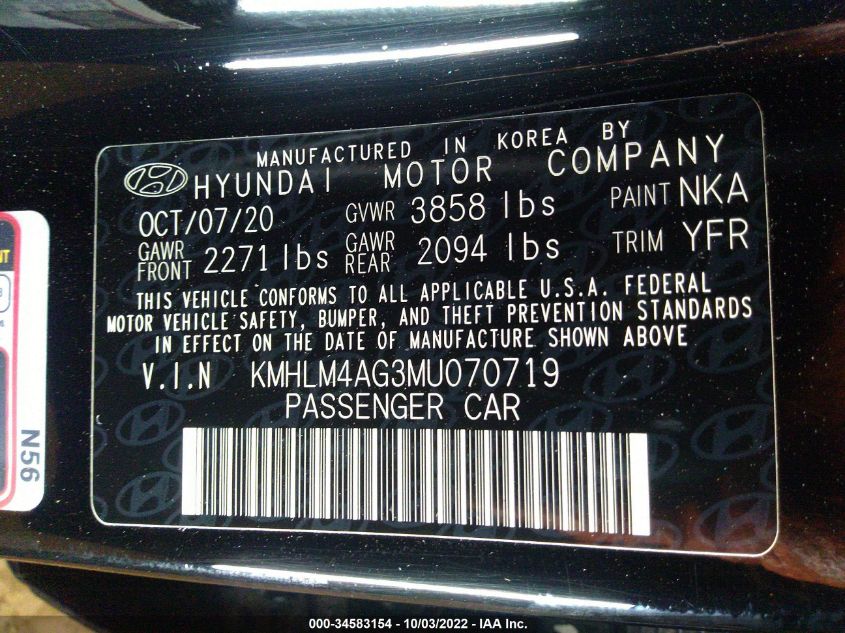 MANUFACTURED IN KOREA BY
HYUNDAI MOTOR COMPANY
OCT/07/20 GVWR 3858 lbs PAINT NKA
GAWR FRONT 2271 lbs GAWR REAR 2094 lbs TRIM YFR
THIS VEHICLE CONFORMS TO ALL APPLICABLE U.S.A. FEDERAL
MOTOR VEHICLE SAFETY, BUMPER, AND THEFT PREVENTION STANDARDS
IN EFFECT ON THE DATE OF MANUFACTURE SHOWN ABOVE
V.I.N KMHLM4AG3MU070719
PASSENGER CAR
N56
000-34583154 - 10/03/2022 - IAA Inc.